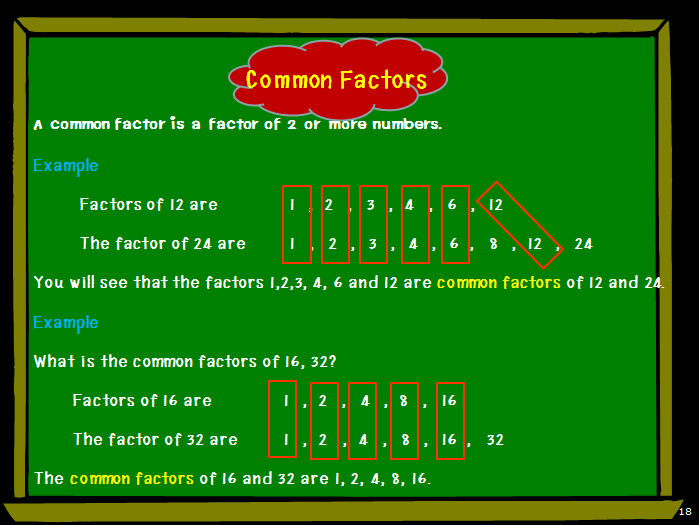 Common Factors
A common factor is a factor of 2 or more numbers.
Example
Factors of 12 are 1 , 2 , 3 , 4 , 6 , 12
The factor of 24 are 1 , 2 , 3 , 4 , 6 , 8 , 12 , 24
You will see that the factors 1,2,3, 4, 6 and 12 are common factors of 12 and 24.
Example
What is the common factors of 16, 32?
Factors of 16 are 1 , 2 , 4 , 8 , 16
The factor of 32 are 1 , 2 , 4 , 8 , 16 , 32
The common factors of 16 and 32 are 1, 2, 4, 8, 16.
18